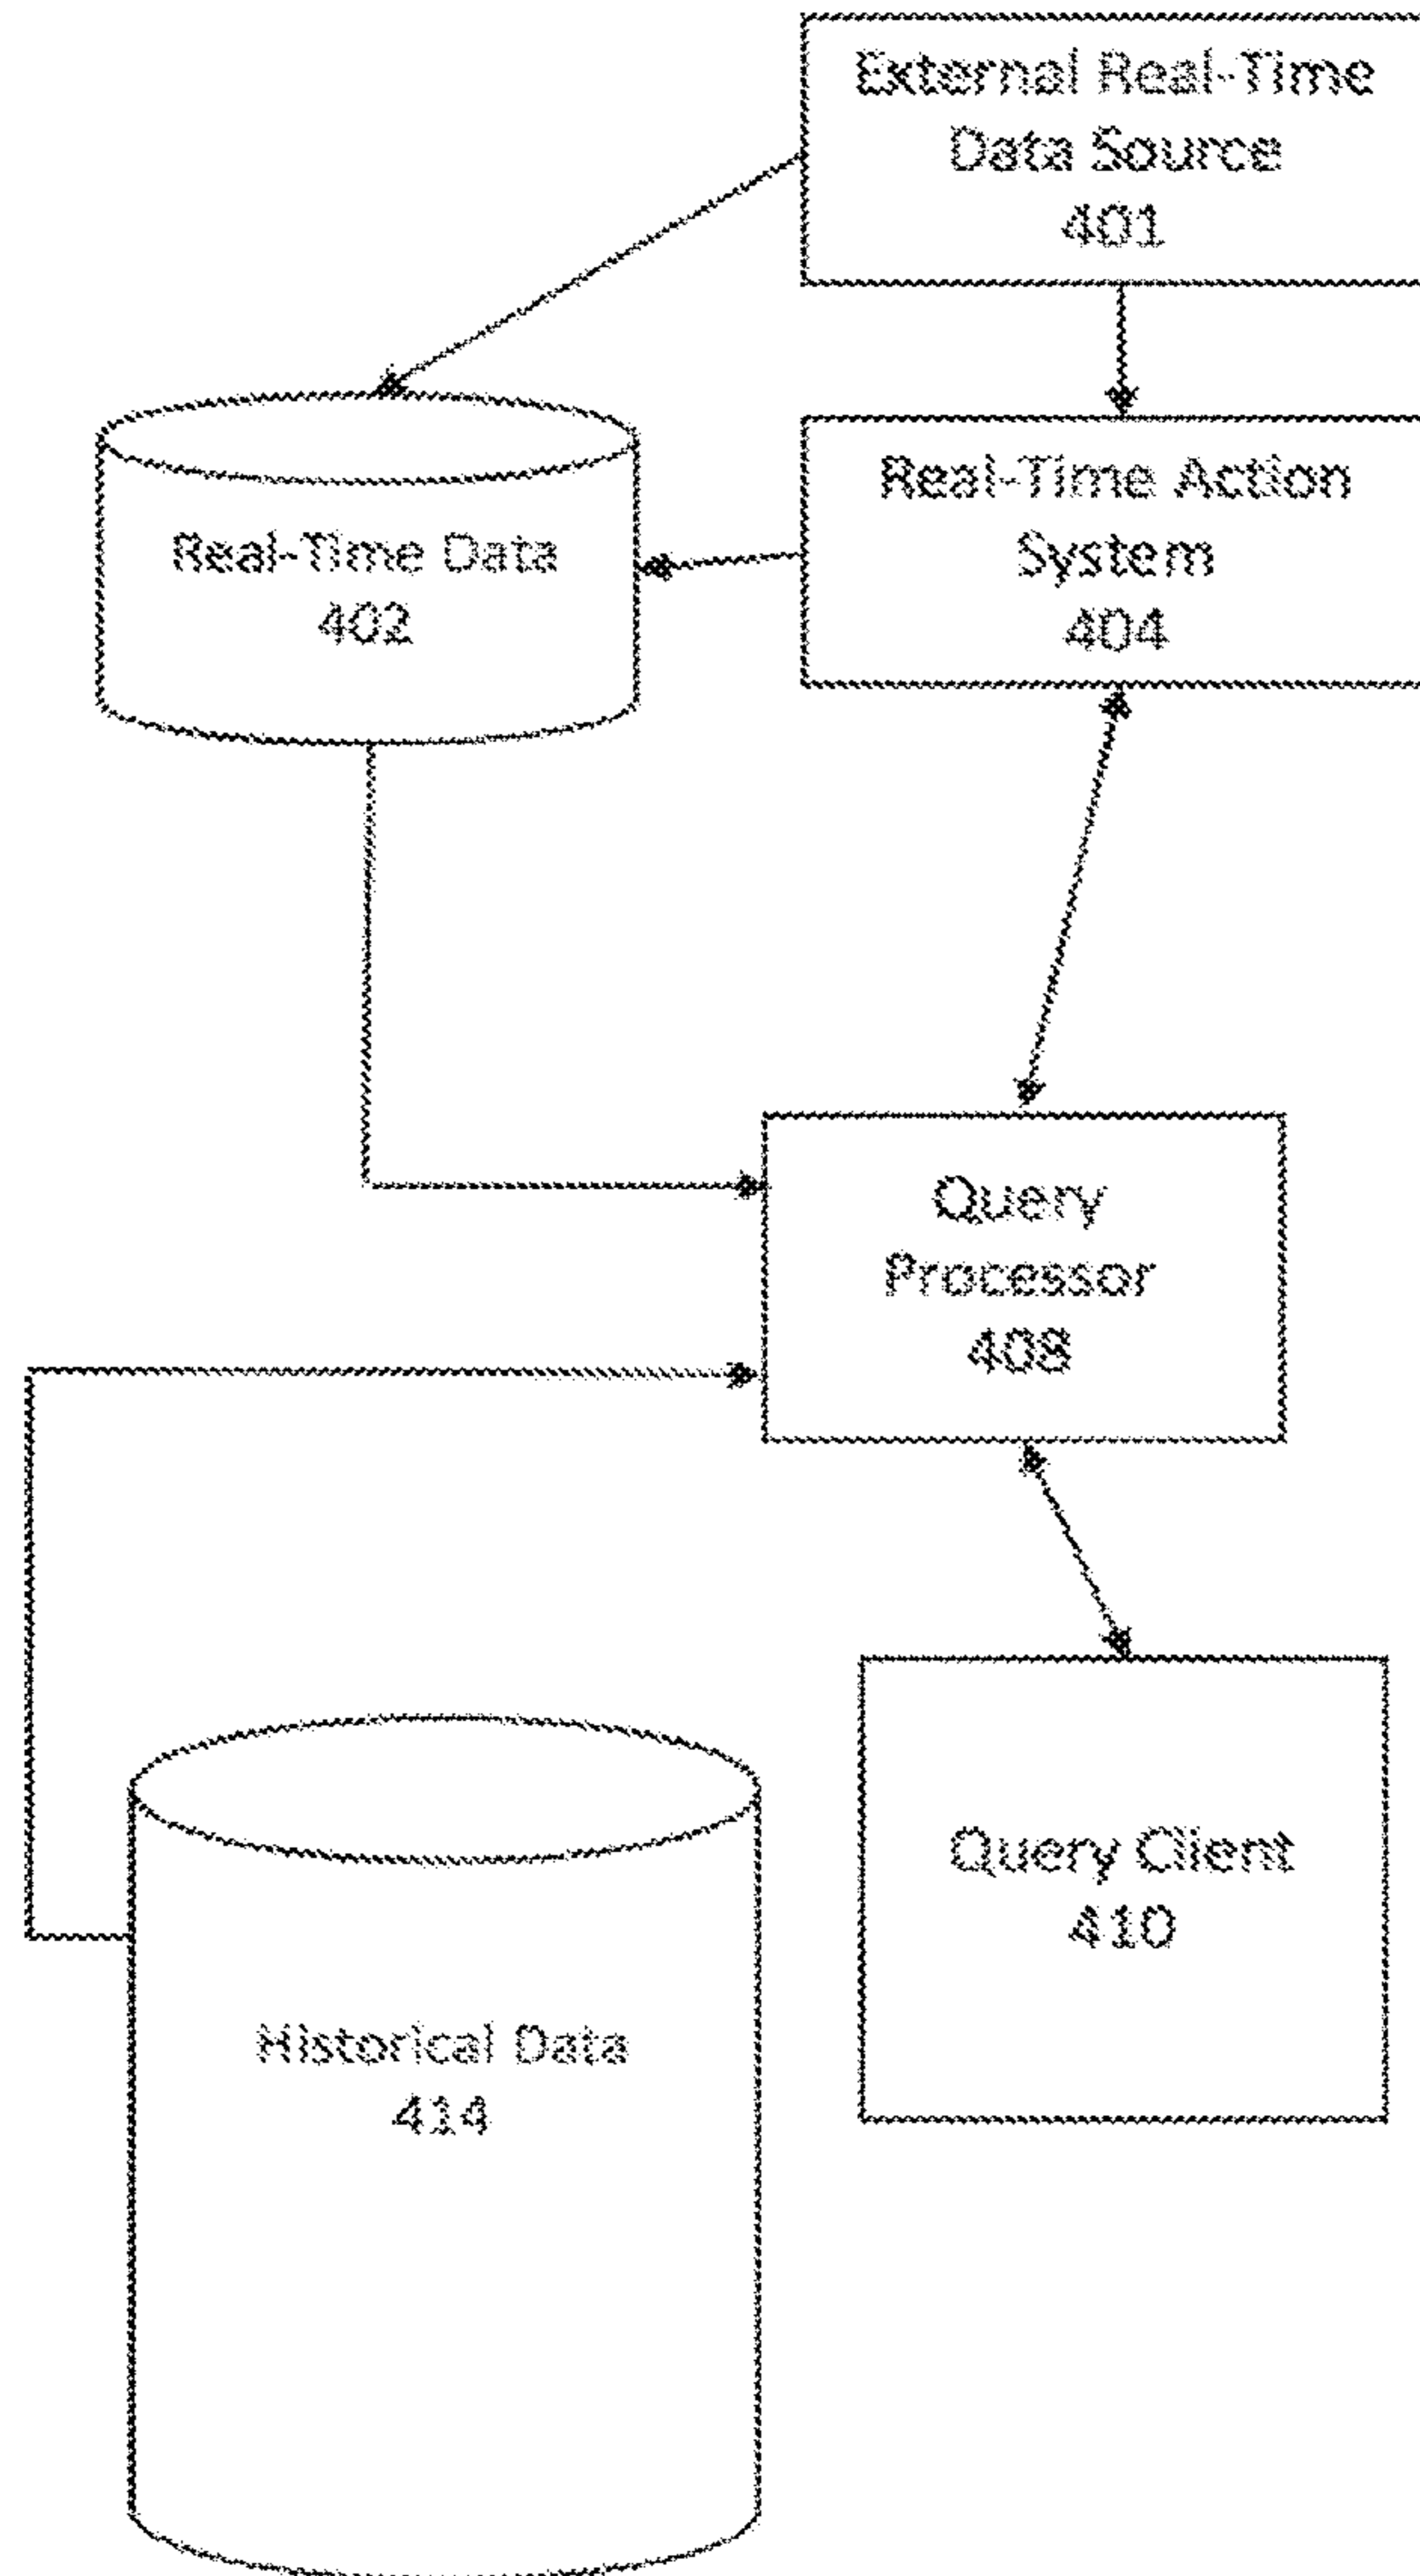 External Real-Time
Data Source
401
Real-Time Action
System
404
Real-Time Data
402
Query
Processor
408
Query Client
410
Historical Data
414